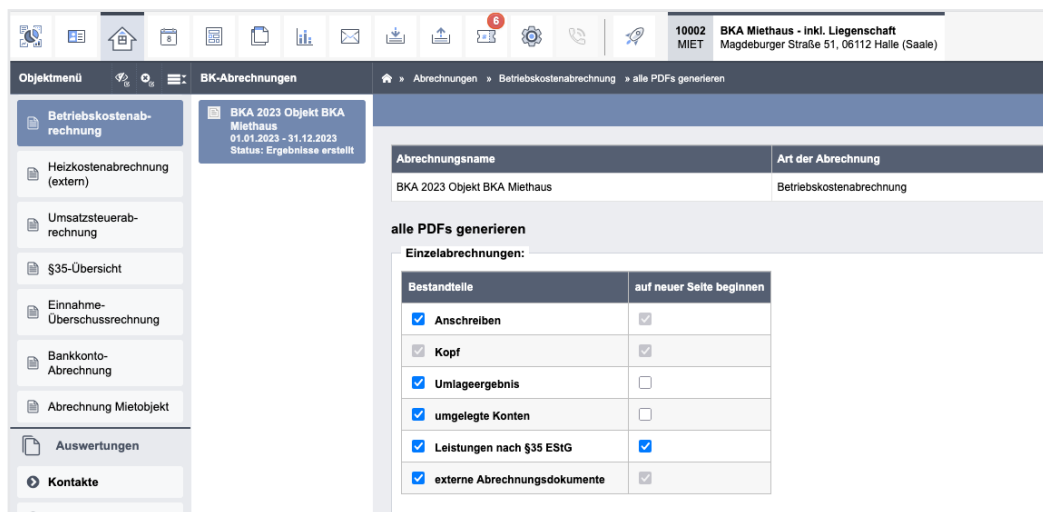 8
6
10002
MIET
BKA Miethaus - inkl. Liegenschaft
Magdeburger Straße 51, 06112 Halle (Saale)
Objektmenü
BK-Abrechnungen
» Abrechnungen » Betriebskostenabrechnung » alle PDFs generieren
Betriebskostenab-
rechnung
Heizkostenabrechnung
(extern)
Umsatzsteuerab-
rechnung
§35-Übersicht
Einnahme-
Überschussrechnung
Bankkonto-
Abrechnung
Abrechnung Mietobjekt
Auswertungen
Kontakte
BKA 2023 Objekt BKA
Miethaus
01.01.2023 - 31.12.2023
Status: Ergebnisse erstellt
Abrechnungsname
Art der Abrechnung
BKA 2023 Objekt BKA Miethaus
Betriebskostenabrechnung
alle PDFs generieren
Einzelabrechnungen:
Bestandteile
auf neuer Seite beginnen
Anschreiben
Kopf
Umlageergebnis
umgelegte Konten
Leistungen nach §35 EStG
externe Abrechnungsdokumente